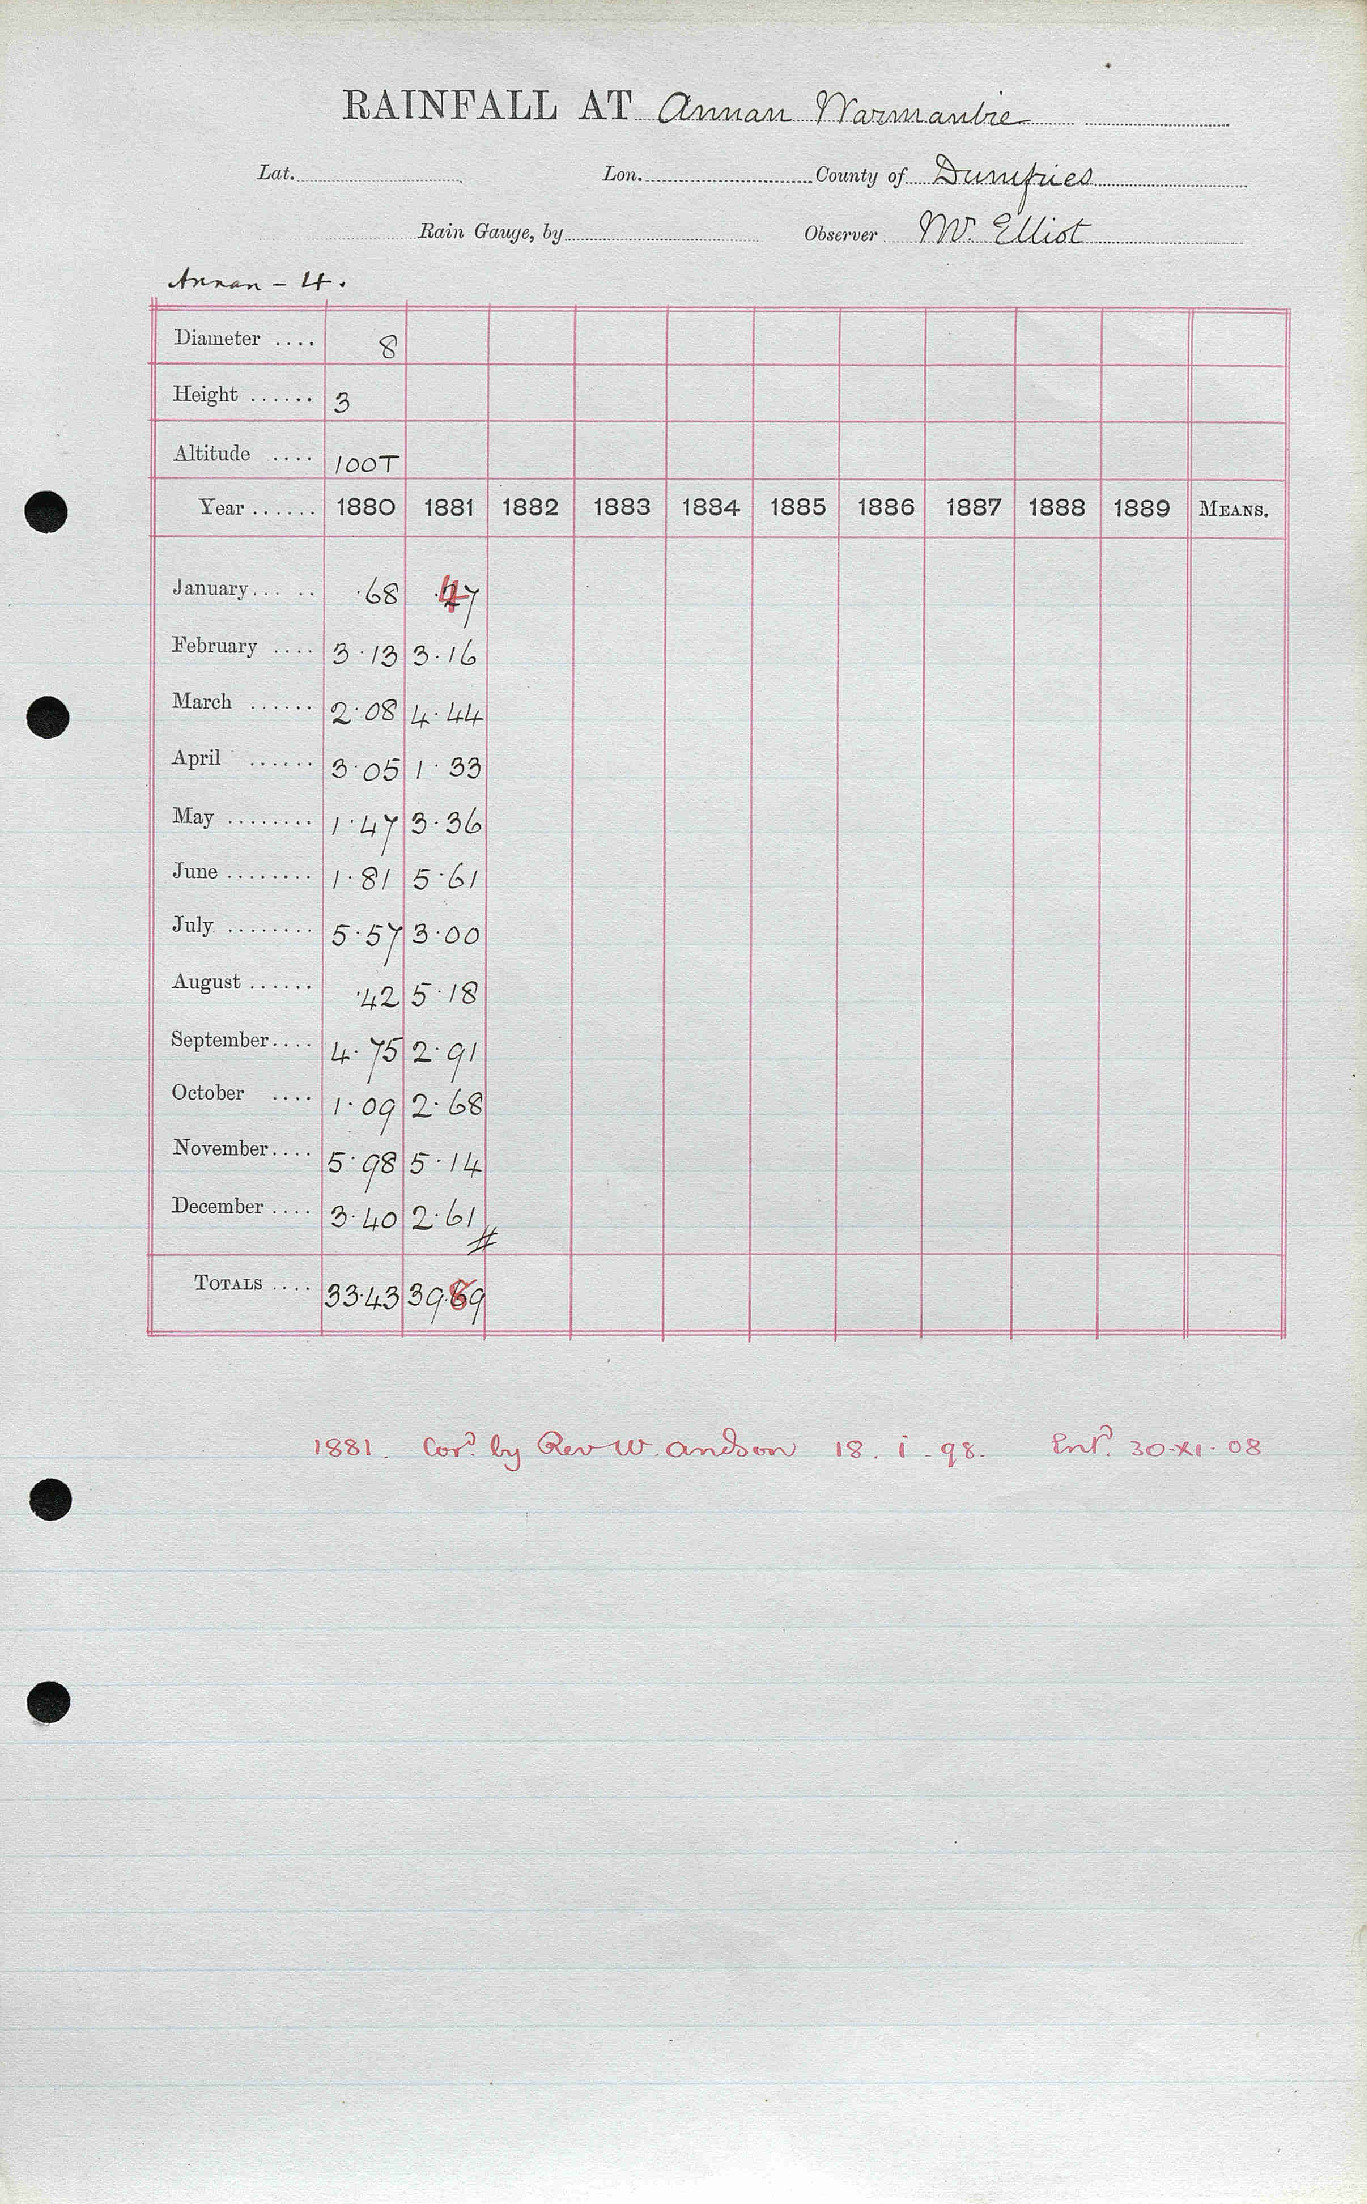 RAINFALL AT Annan Warmanbie
Lat. Lon. County of Dumfries
Rain Gauge, by Observer Mr. Elliot
Annan - 4.
Diameter .... 8
Height ...... 3
Altitude .... 100T
Year ...... 1880 1881 1882 1883 1884 1885 1886 1887 1888 1889 MEANS.
January... .. .68 .47
February .... 3.13 3.16
March ...... 2.08 4.44
April ...... 3.05 1.33
May ........ 1.47 3.36
June ........ 1.81 5.61
July ........ 5.57 3.00
August ...... .42 5.18
September.... 4.75 2.91
October .... 1.09 2.68
November.... 5.98 5.14
December .... 3.40 2.61
TOTALS .... 33.43 39.89
1881. Cord. by Rev W. Andson 18.i.98. Entd. 30.XI.08